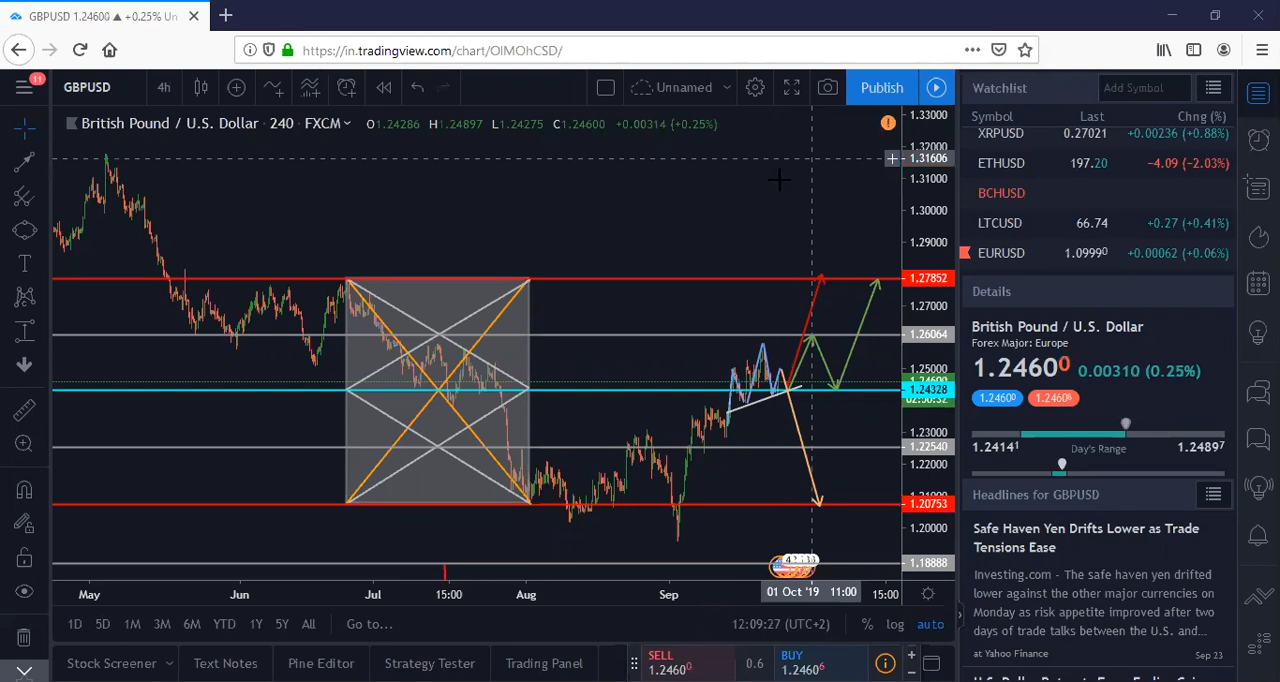 GBPUSD 1.24600 ▲ +0.25% Un
https://in.tradingview.com/chart/OIMOhCSD/
11
GBPUSD
4h
Unnamed
Publish
British Pound / U.S. Dollar · 240 · FXCM
O1.24286 H1.24897 L1.24275 C1.24600 +0.00314 (+0.25%)
1.33000
1.32000
1.31606
1.31000
1.30000
1.29000
1.27852
1.27000
1.26064
1.25000
1.24328
1.23000
1.22540
1.22000
1.20753
1.20000
1.18888
May Jun Jul 15:00 Aug Sep 01 Oct '19 11:00 15:00
1D 5D 1M 3M 6M YTD 1Y 5Y All Go to... 12:09:27 (UTC+2) % log auto
Stock Screener Text Notes Pine Editor Strategy Tester Trading Panel
SELL
1.24600
0.6
BUY
1.24606
Watchlist
Add Symbol
Symbol Last Chng (%)
XRPUSD 0.27021 +0.00236 (+0.88%)
ETHUSD 197.20 −4.09 (−2.03%)
BCHUSD
LTCUSD 66.74 +0.27 (+0.41%)
EURUSD 1.09990 +0.00062 (+0.06%)
Details
British Pound / U.S. Dollar
Forex Major: Europe
1.24600 0.00310 (0.25%)
1.24600 1.24606
1.24141 Day's Range 1.24897
Headlines for GBPUSD
Safe Haven Yen Drifts Lower as Trade
Tensions Ease
Investing.com - The safe haven yen drifted
lower against the other major currencies on
Monday as risk appetite improved after two
days of trade talks between the U.S. and...
at Yahoo Finance
Sep 23